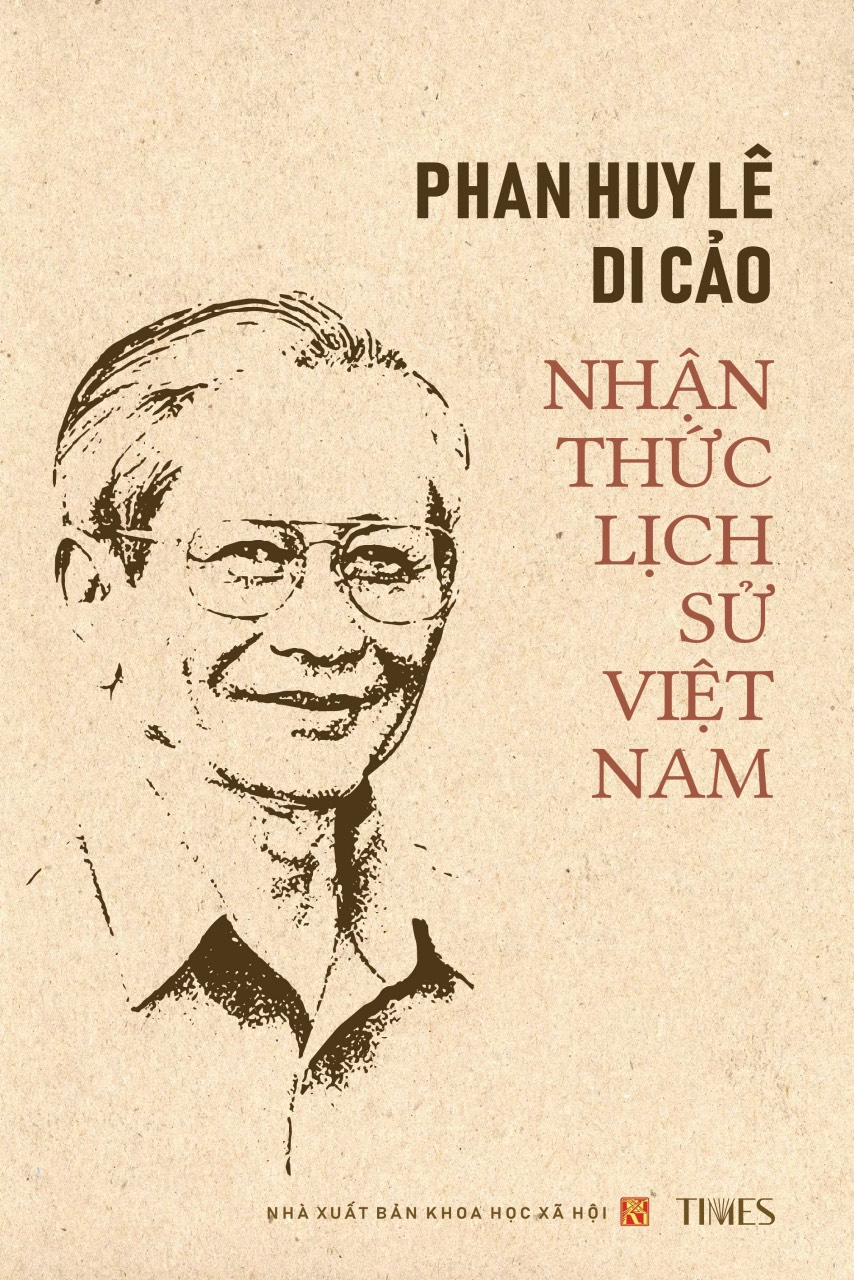 PHAN HUY LÊ
DI CẢO
NHẬN
THỨC
LỊCH
SỬ
VIỆT
NAM
NHÀ XUẤT BẢN KHOA HỌC XÃ HỘI
TIMES